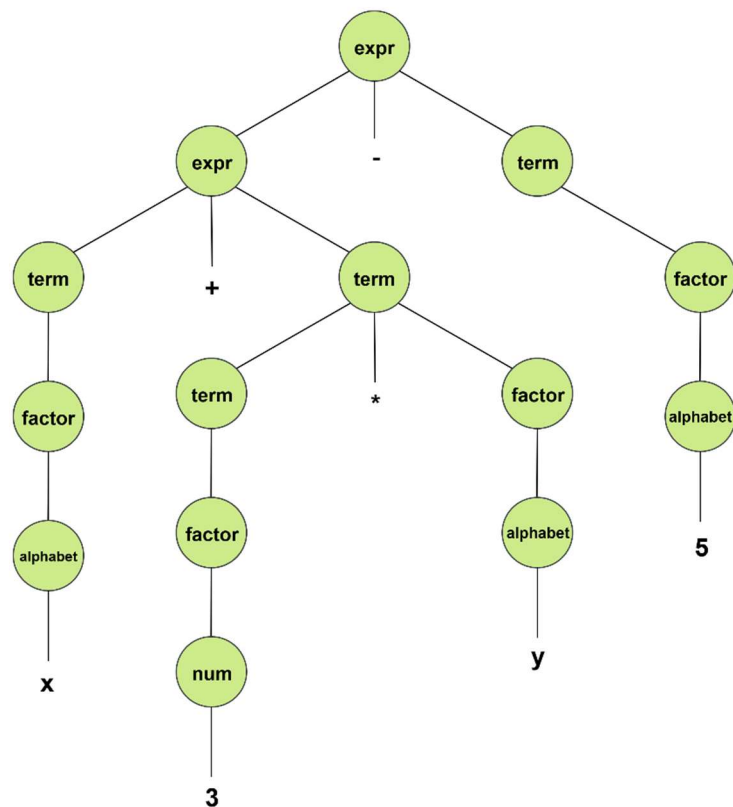 expr
expr - term
term + term factor
factor term * factor alphabet
alphabet factor alphabet 5
x num y
3